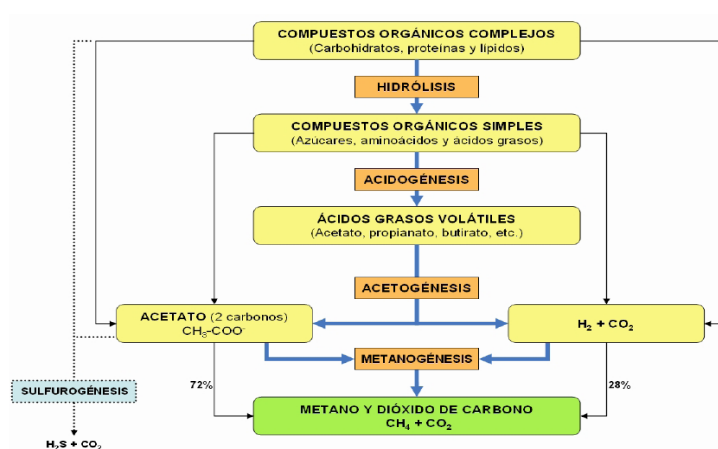 COMPUESTOS ORGÁNICOS COMPLEJOS
(Carbohidratos, proteínas y lípidos)
HIDRÓLISIS
COMPUESTOS ORGÁNICOS SIMPLES
(Azúcares, aminoácidos y ácidos grasos)
ACIDOGÉNESIS
ÁCIDOS GRASOS VOLÁTILES
(Acetato, propianato, butirato, etc.)
ACETOGÉNESIS
ACETATO (2 carbonos)
CH₃-COO⁻
H₂ + CO₂
METANOGÉNESIS
72%
28%
SULFUROGÉNESIS
METANO Y DIÓXIDO DE CARBONO
CH₄ + CO₂
H₂S + CO₂